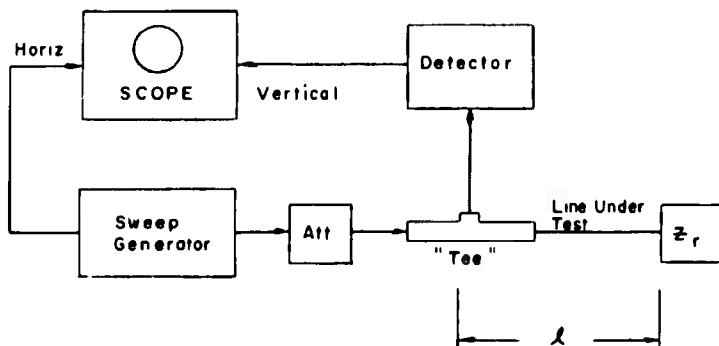 Horiz
SCOPE
Vertical
Detector
Sweep
Generator
Att
"Tee"
Line Under
Test
Zr
l